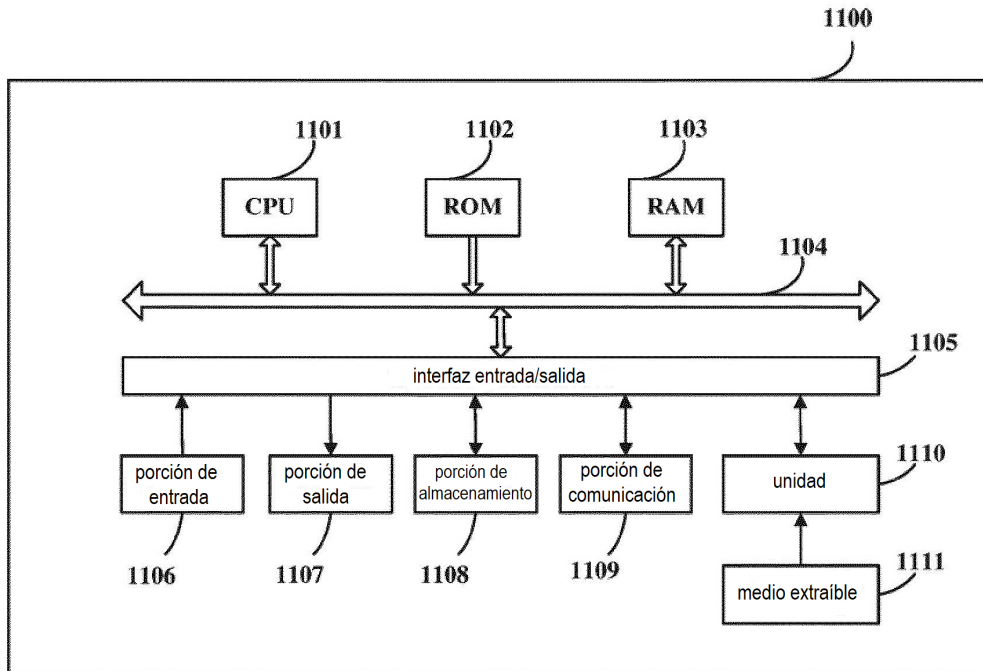 1100
1101
1102
1103
CPU
ROM
RAM
1104
1105
interfaz entrada/salida
porción de
entrada
porción de
salida
porción de
almacenamiento
porción de
comunicación
unidad
1110
1106
1107
1108
1109
1111
medio extraíble